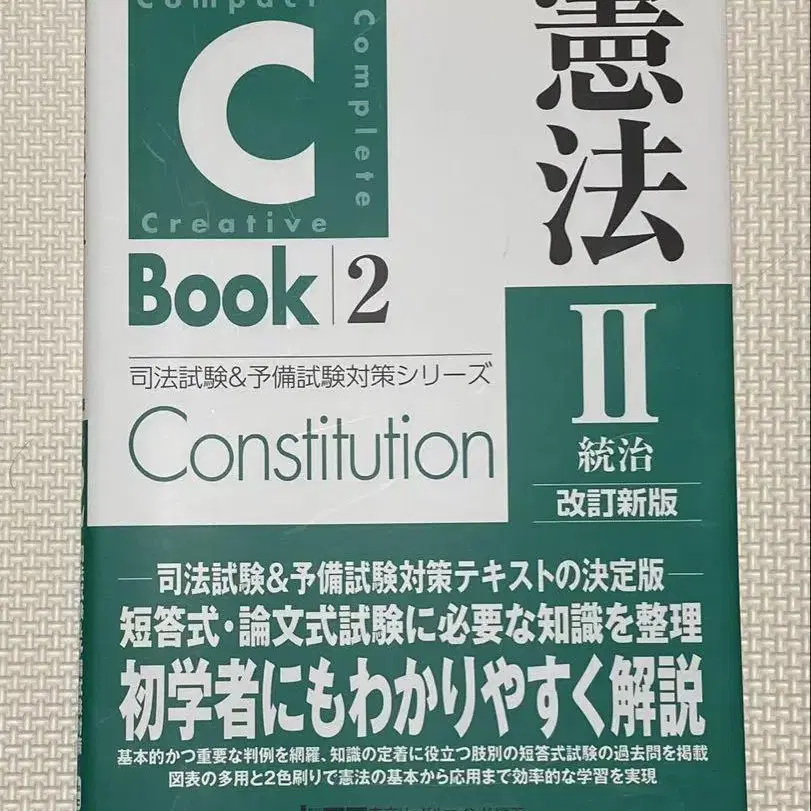 Compact
C
Complete
Creative
Book 2
司法試験&予備試験対策シリーズ
Constitution
憲法
II
統治
改訂新版
司法試験&予備試験対策テキストの決定版
短答式・論文式試験に必要な知識を整理
初学者にもわかりやすく解説
基本的かつ重要な判例を網羅、知識の定着に役立つ肢別の短答式試験の過去問を掲載
図表の多用と2色刷りで憲法の基本から応用まで効率的な学習を実現